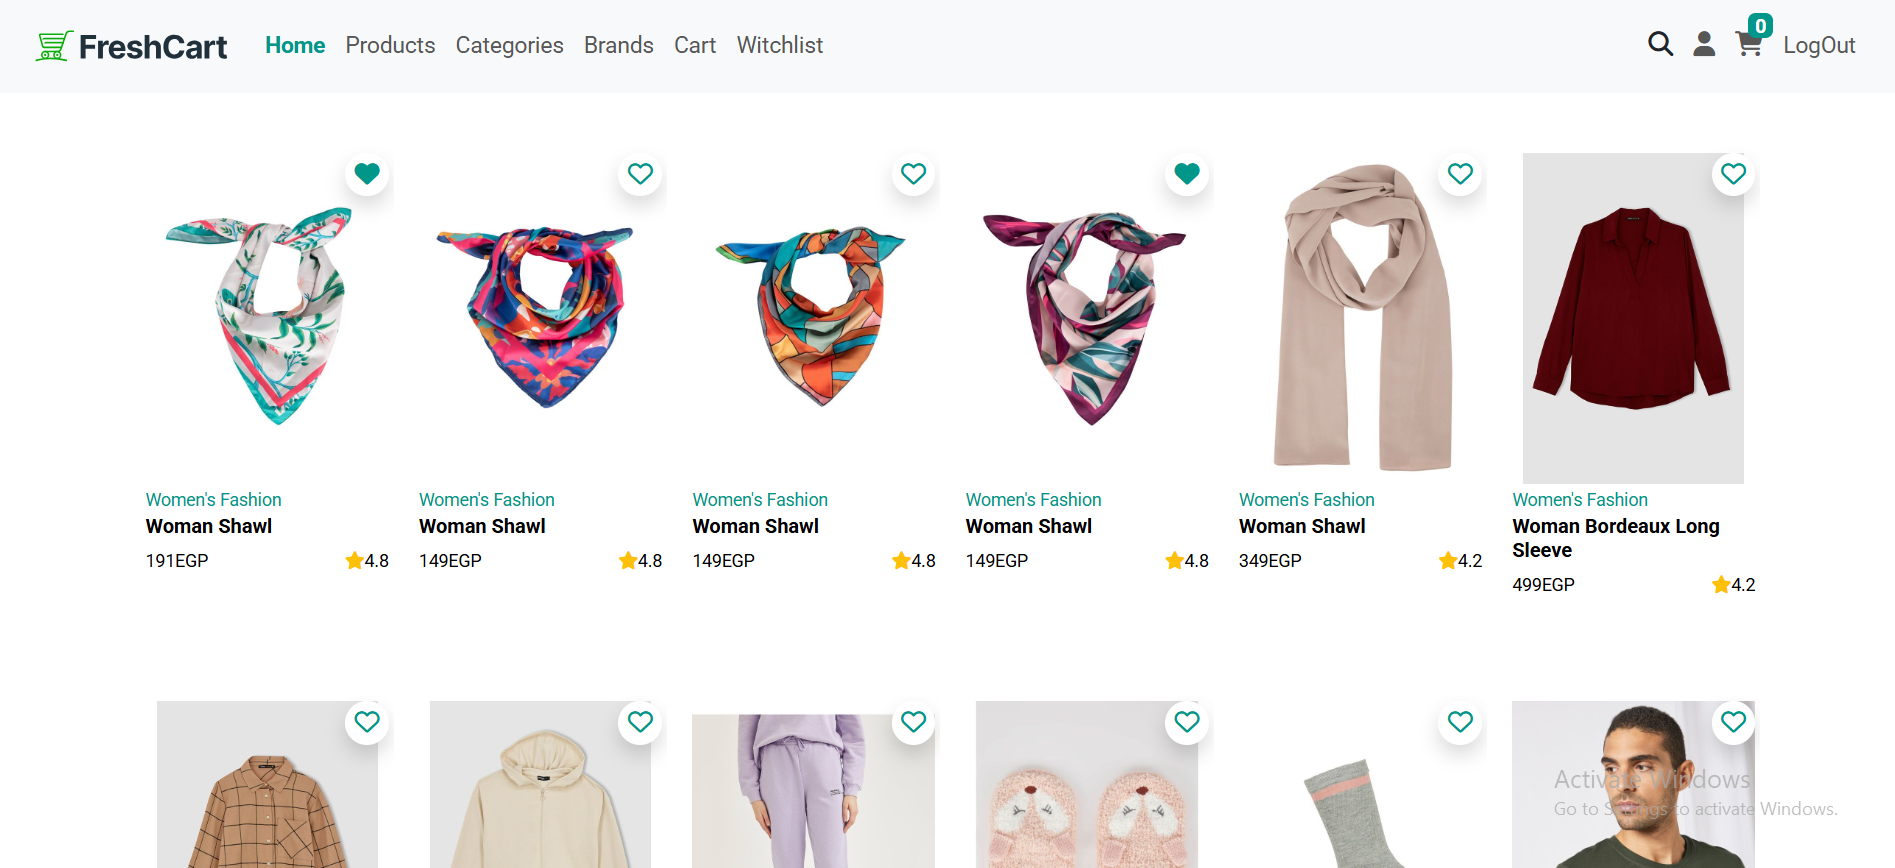 FreshCart Home Products Categories Brands Cart Witchlist 0 LogOut
Women's Fashion Women's Fashion Women's Fashion Women's Fashion Women's Fashion Women's Fashion
Woman Shawl Woman Shawl Woman Shawl Woman Shawl Woman Shawl Woman Bordeaux Long
Sleeve
191EGP 4.8 149EGP 4.8 149EGP 4.8 149EGP 4.8 349EGP 4.2
499EGP 4.2
Activate Windows
Go to Settings to activate Windows.